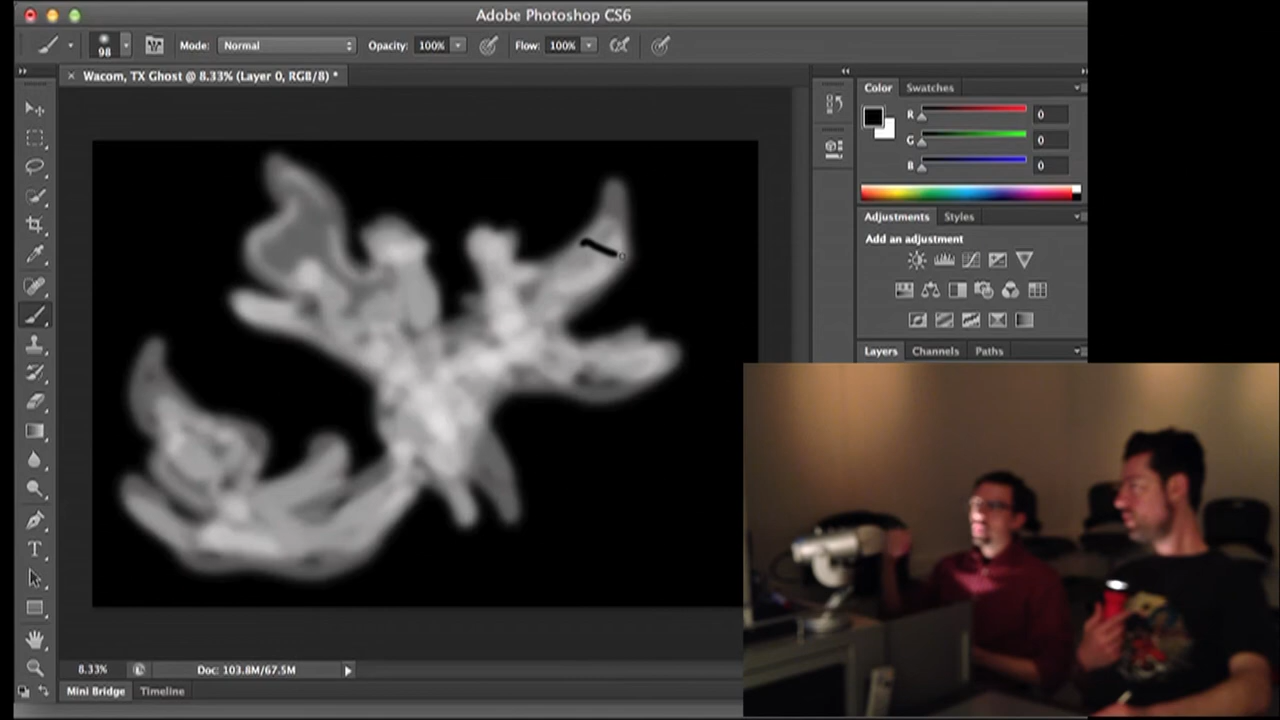 Adobe Photoshop CS6
98 Mode: Normal Opacity: 100% Flow: 100%
× Wacom, TX Ghost @ 8.33% (Layer 0, RGB/8) *
Color Swatches
R 0
G 0
B 0
Adjustments Styles
Add an adjustment
Layers Channels Paths
T
8.33% Doc: 103.8M/67.5M
Mini Bridge Timeline